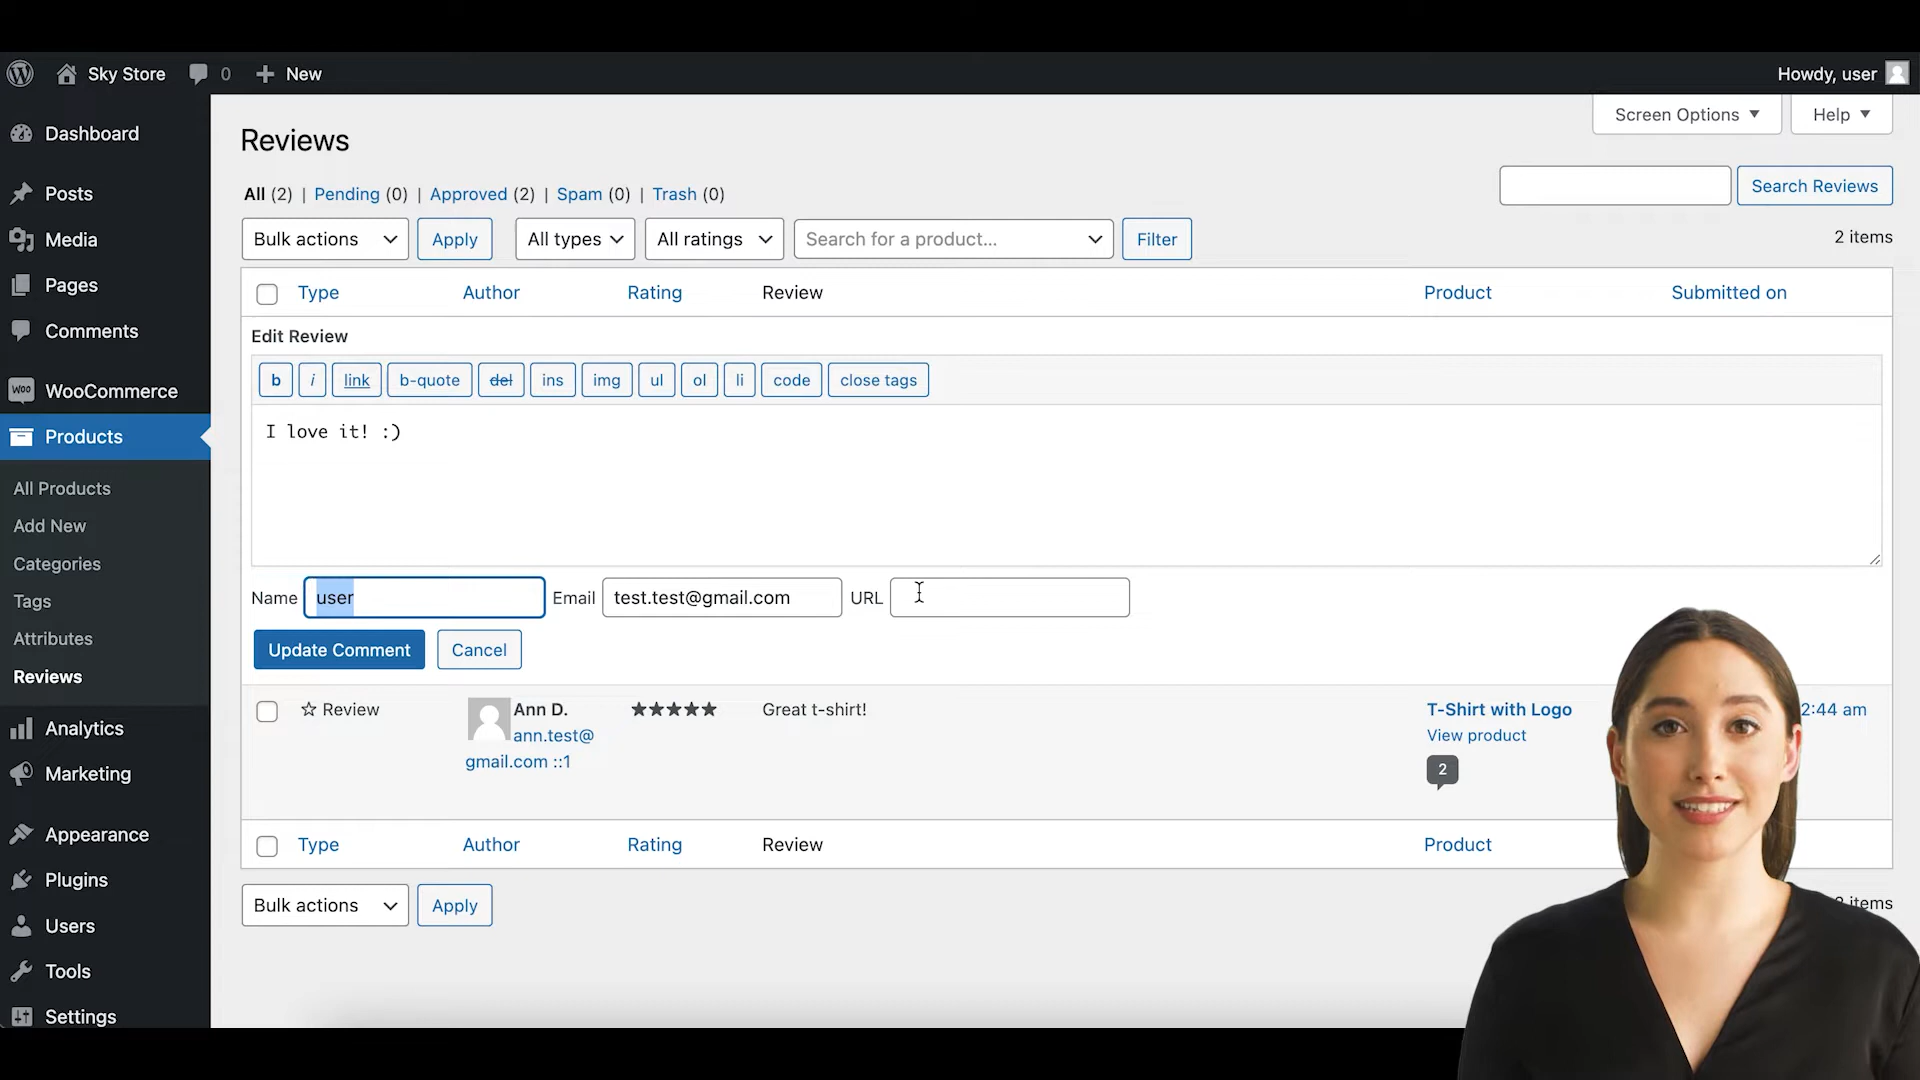 Sky Store 0 New Howdy, user
Screen Options Help
Dashboard
Posts
Media
Pages
Comments
WooCommerce
Products
All Products
Add New
Categories
Tags
Attributes
Reviews
Analytics
Marketing
Appearance
Plugins
Users
Tools
Settings
Reviews
All (2) | Pending (0) | Approved (2) | Spam (0) | Trash (0)
Search Reviews
Bulk actions Apply All types All ratings Search for a product... Filter 2 items
Type Author Rating Review Product Submitted on
Edit Review
b i link b-quote del ins img ul ol li code close tags
I love it! :)
Name user Email test.test@gmail.com URL
Update Comment Cancel
Review Ann D. ★★★★★ Great t-shirt! T-Shirt with Logo 2:44 am
ann.test@ View product
gmail.com ::1 2
Type Author Rating Review Product
Bulk actions Apply items